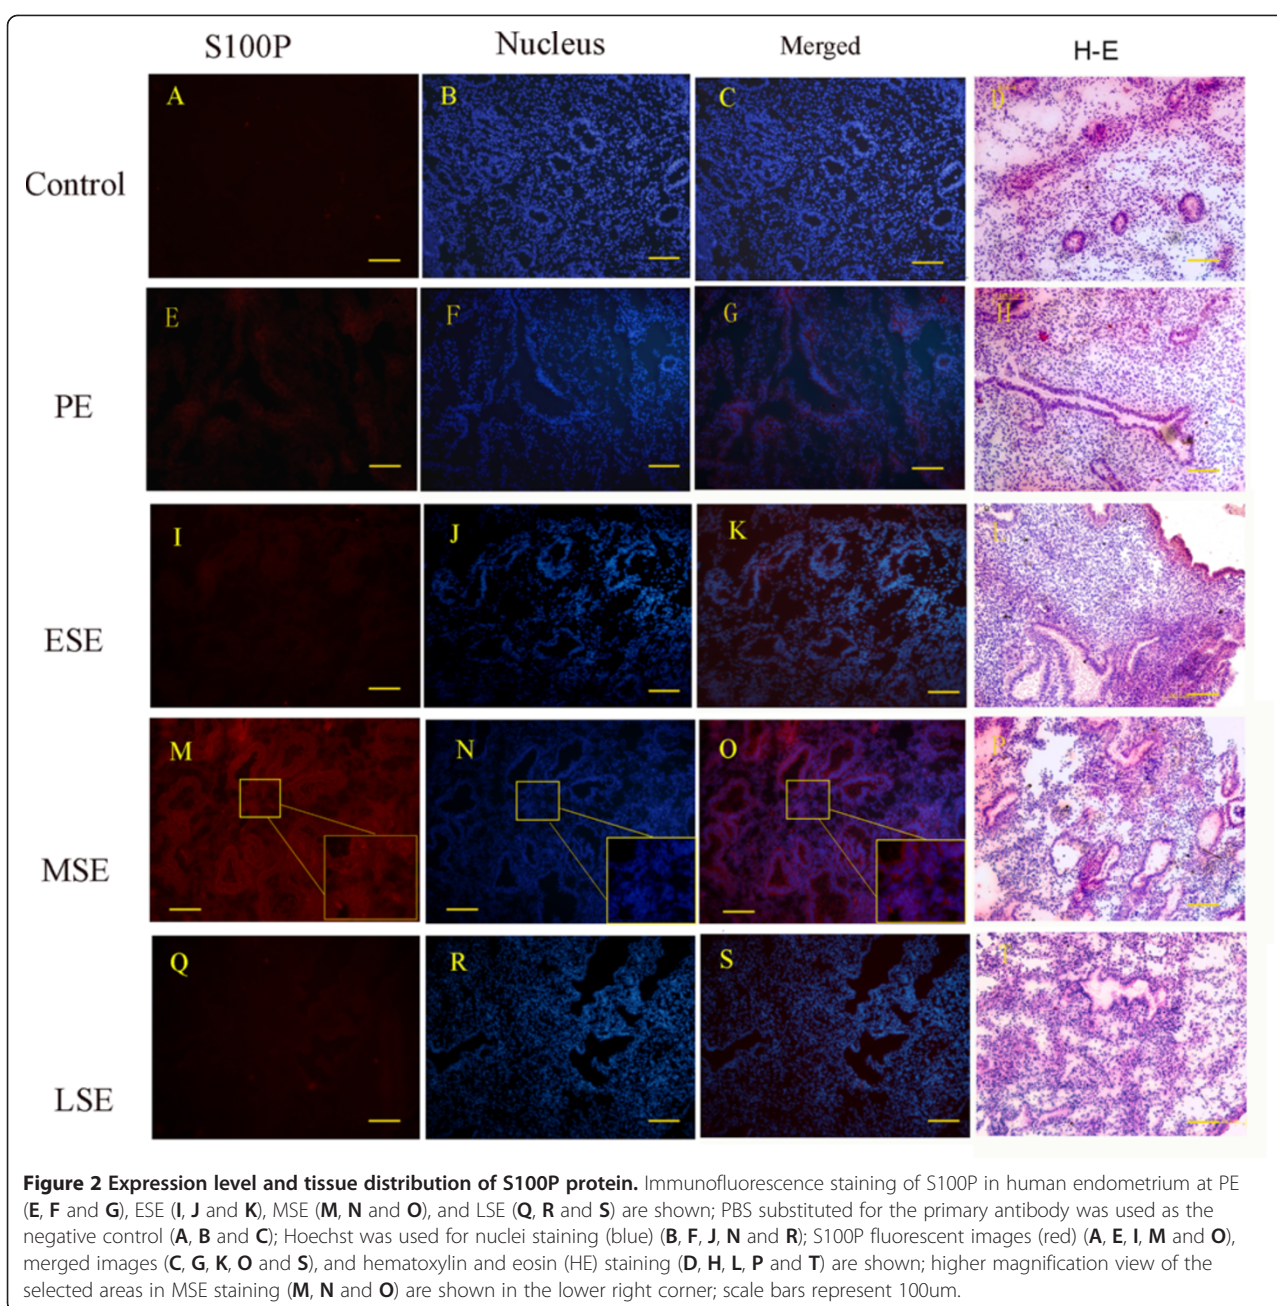 S100P Nucleus Merged H-E
Control A B C D
PE E F G H
ESE I J K L
MSE M N O P
LSE Q R S T
Figure 2 Expression level and tissue distribution of S100P protein. Immunofluorescence staining of S100P in human endometrium at PE
(E, F and G), ESE (I, J and K), MSE (M, N and O), and LSE (Q, R and S) are shown; PBS substituted for the primary antibody was used as the
negative control (A, B and C); Hoechst was used for nuclei staining (blue) (B, F, J, N and R); S100P fluorescent images (red) (A, E, I, M and O),
merged images (C, G, K, O and S), and hematoxylin and eosin (HE) staining (D, H, L, P and T) are shown; higher magnification view of the
selected areas in MSE staining (M, N and O) are shown in the lower right corner; scale bars represent 100um.